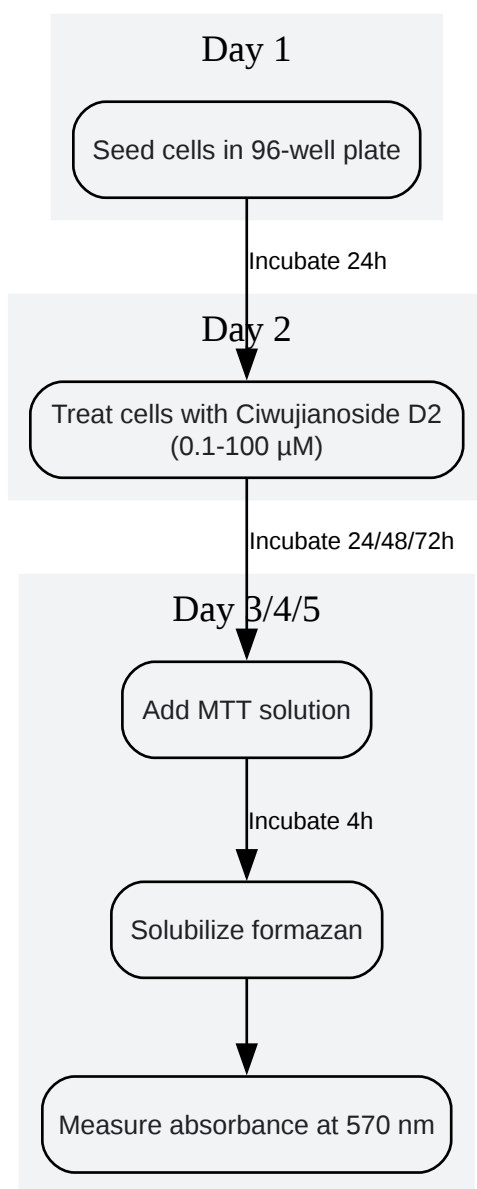 Day 1
Seed cells in 96-well plate
Incubate 24h
Day 2
Treat cells with Ciwujianoside D2
(0.1-100 µM)
Incubate 24/48/72h
Day 3/4/5
Add MTT solution
Incubate 4h
Solubilize formazan
Measure absorbance at 570 nm